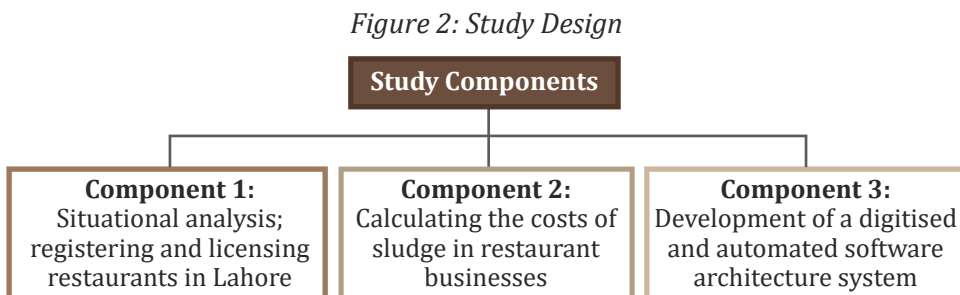 Figure 2: Study Design
Study Components
Component 1:
Situational analysis;
registering and licensing
restaurants in Lahore
Component 2:
Calculating the costs of
sludge in restaurant
businesses
Component 3:
Development of a digitised
and automated software
architecture system